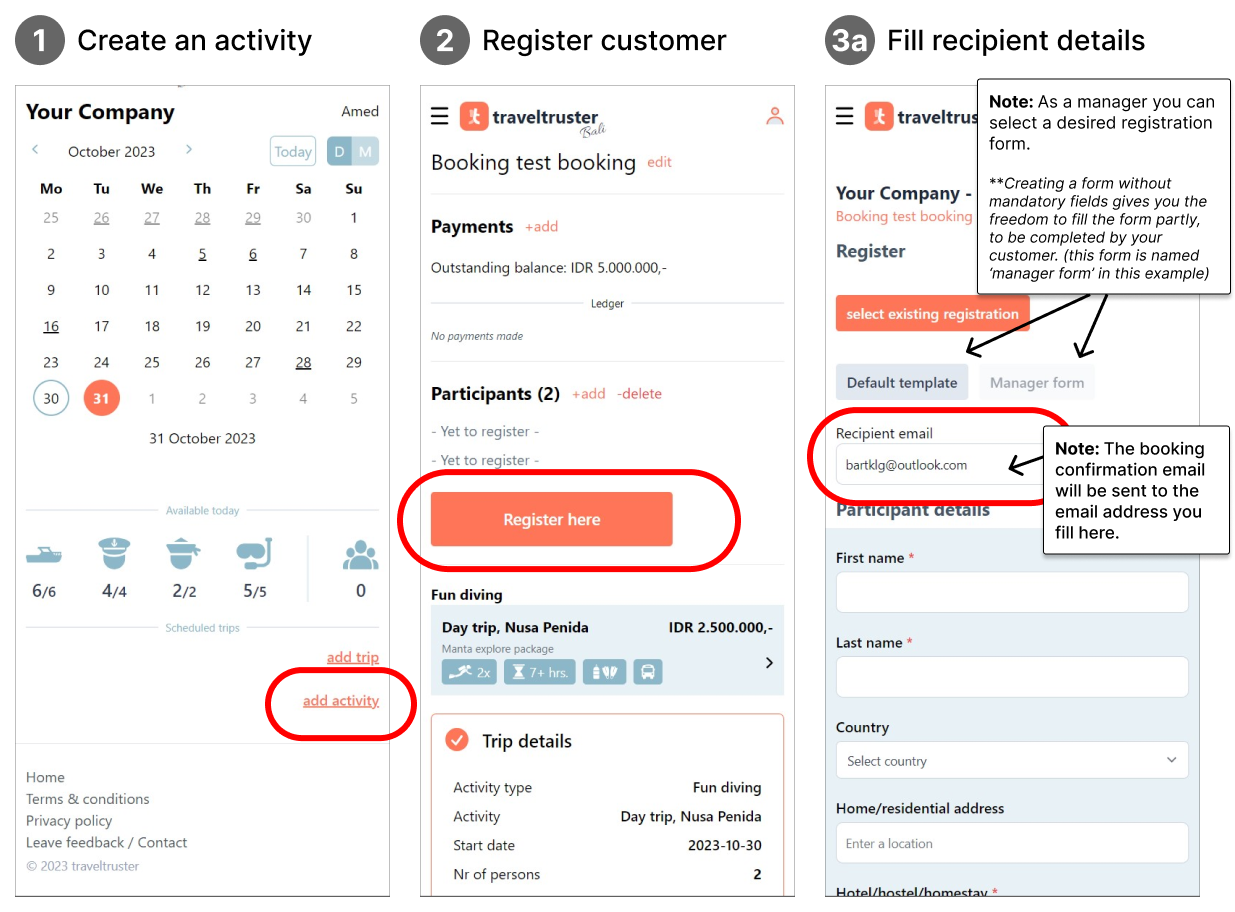 1 Create an activity
Your Company
Amed
October 2023
Today
D M
Mo Tu We Th Fr Sa Su
25 26 27 28 29 30 1
2 3 4 5 6 7 8
9 10 11 12 13 14 15
16 17 18 19 20 21 22
23 24 25 26 27 28 29
30 31 1 2 3 4 5
31 October 2023
Available today
6/6 4/4 2/2 5/5 0
Scheduled trips
add trip
add activity
Home
Terms & conditions
Privacy policy
Leave feedback / Contact
© 2023 traveltruster
2 Register customer
traveltruster
Bali
Booking test booking edit
Payments +add
Outstanding balance: IDR 5.000.000,-
Ledger
No payments made
Participants (2) +add -delete
- Yet to register -
- Yet to register -
Register here
Fun diving
Day trip, Nusa Penida IDR 2.500.000,-
Manta explore package
2x 7+ hrs.
Trip details
Activity type Fun diving
Activity Day trip, Nusa Penida
Start date 2023-10-30
Nr of persons 2
3a Fill recipient details
traveltrus
Note: As a manager you can
select a desired registration
form.
**Creating a form without
mandatory fields gives you the
freedom to fill the form partly,
to be completed by your
customer. (this form is named
‘manager form’ in this example)
Your Company -
Booking test booking
Register
select existing registration
Default template Manager form
Recipient email
bartklg@outlook.com
Note: The booking
confirmation email
will be sent to the
email address you
fill here.
Participant details
First name *
Last name *
Country
Select country
Home/residential address
Enter a location
Hotel/hostel/homestay *